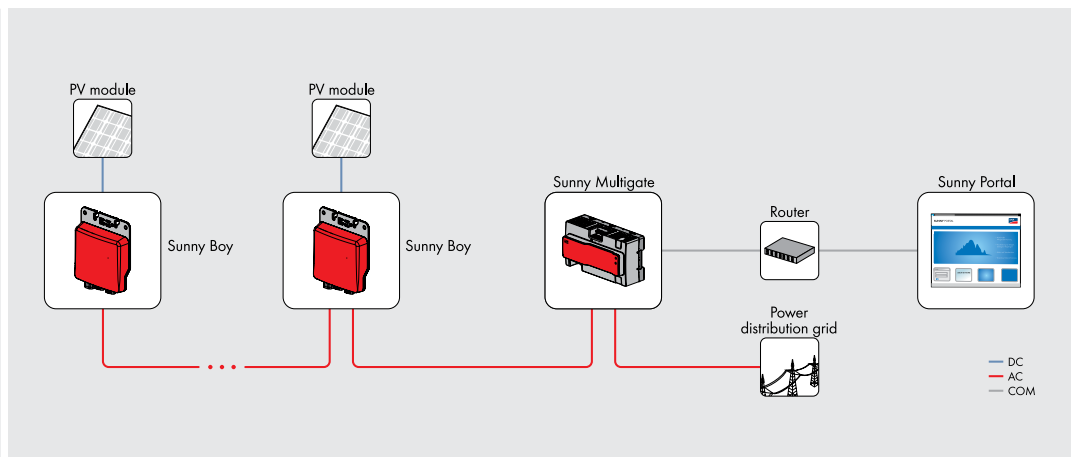 PV module
PV module
Sunny Boy
Sunny Boy
Sunny Multigate
Router
Sunny Portal
Power
distribution grid
DC
AC
COM